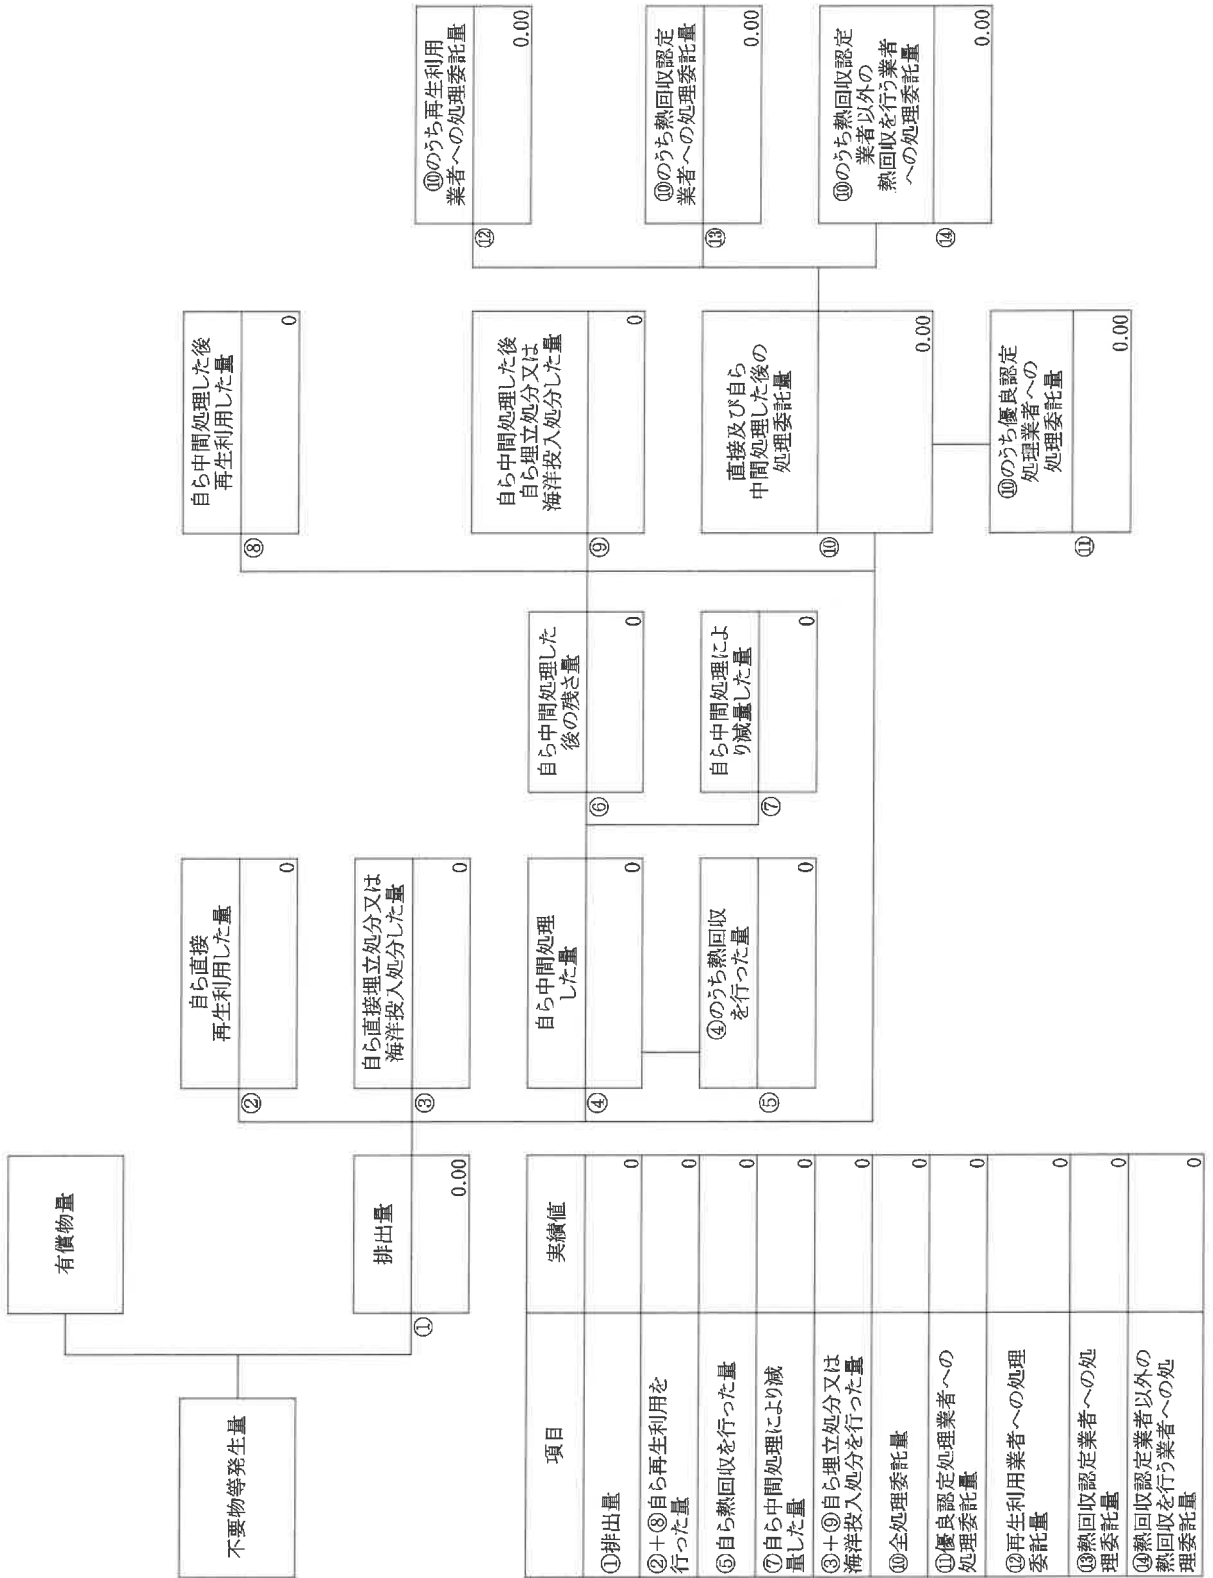 不要物等発生量
有償物量
①
排出量
0.00
②
自ら直接
再生利用した量
0
③
自ら直接埋立処分又は
海洋投入処分した量
0
④
自ら中間処理
した量
0
⑤
④のうち熱回収
を行った量
0
⑥
自ら中間処理した
後の残さ量
0
⑦
自ら中間処理によ
り減量した量
0
⑧
自ら中間処理した後
再生利用した量
0
⑨
自ら中間処理した後
自ら埋立処分又は
海洋投入処分した量
0
⑩
直接及び自ら
中間処理した後の
処理委託量
0.00
⑪
⑩のうち優良認定
処理業者への
処理委託量
0.00
⑫
⑩のうち再生利用
業者への処理委託量
0.00
⑬
⑩のうち熱回収認定
業者への処理委託量
0.00
⑭
⑩のうち熱回収認定
業者以外の
熱回収を行う業者
への処理委託量
0.00
項目 実績値
①排出量 0
②+⑧自ら再生利用を
行った量 0
⑤自ら熱回収を行った量 0
⑦自ら中間処理により減
量した量 0
③+⑨自ら埋立処分又は
海洋投入処分を行った量 0
⑩全処理委託量 0
⑪優良認定処理業者への
処理委託量 0
⑫再生利用業者への処理
委託量 0
⑬熱回収認定業者への処
理委託量 0
⑭熱回収認定業者以外の
熱回収を行う業者への処
理委託量 0